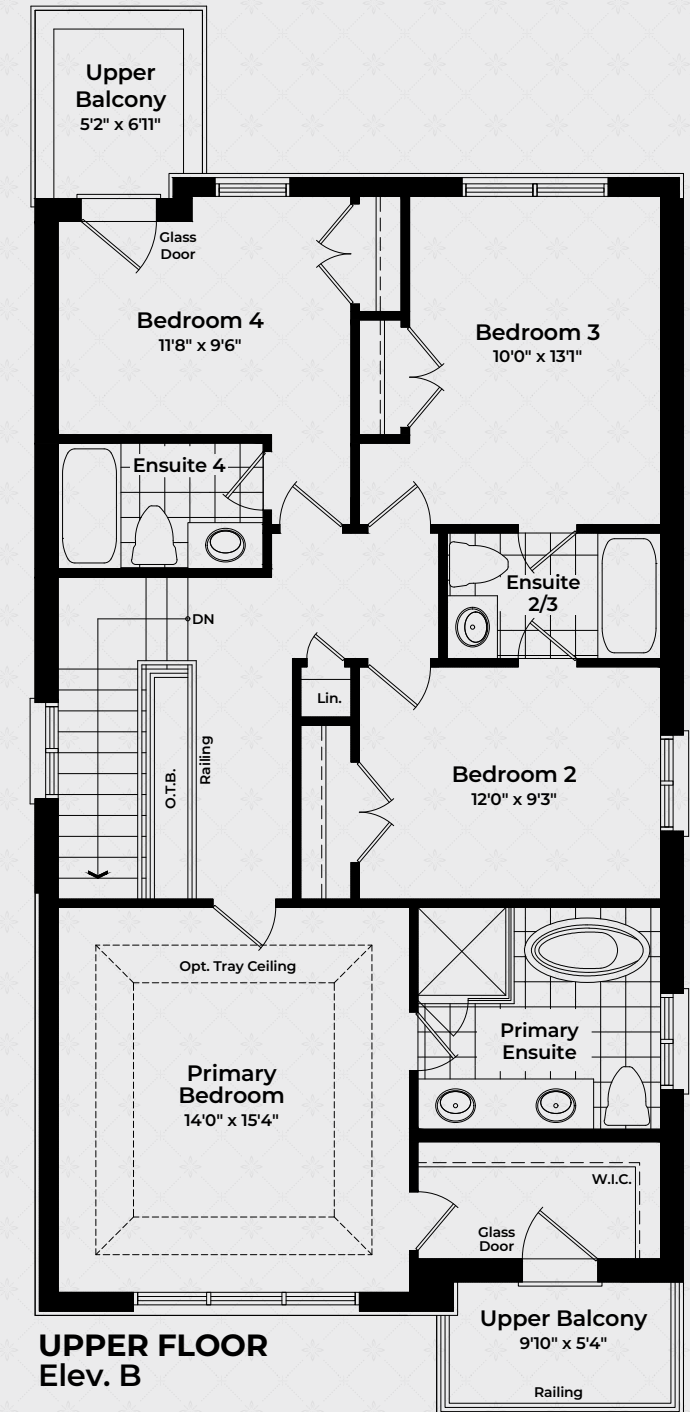 Upper
Balcony
5'2" x 6'11"
Glass
Door
Bedroom 4
11'8" x 9'6"
Bedroom 3
10'0" x 13'1"
Ensuite 4
Ensuite
2/3
DN
Lin.
Railing
O.T.B.
Bedroom 2
12'0" x 9'3"
Opt. Tray Ceiling
Primary
Bedroom
14'0" x 15'4"
Primary
Ensuite
W.I.C.
Glass
Door
Upper Balcony
9'10" x 5'4"
Railing
UPPER FLOOR
Elev. B